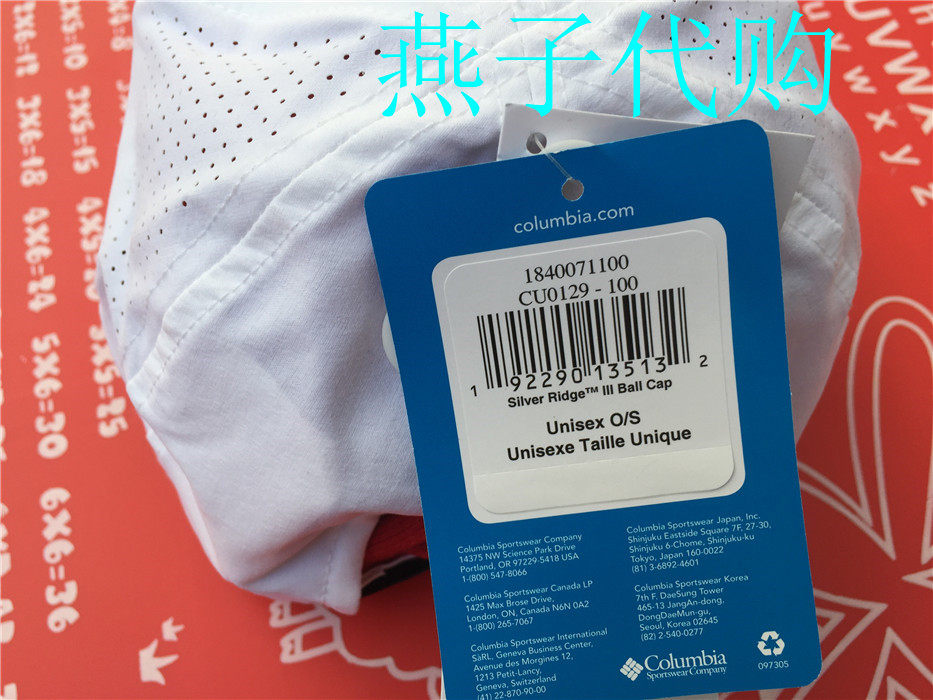 燕子代购
columbia.com
1840071100
CU0129 - 100
1 92290 13513 2
Silver Ridge™ III Ball Cap
Unisex O/S
Unisexe Taille Unique
Columbia Sportswear Company
14375 NW Science Park Drive
Portland, OR 97229-5418 USA
1-(800) 547-8066
Columbia Sportswear Canada LP
1425 Max Brose Drive,
London, ON, Canada N6N 0A2
1-(800) 265-7067
Columbia Sportswear International
SàRL, Geneva Business Center,
Avenue des Morgines 12,
1213 Petit-Lancy,
Geneva, Switzerland
(41) 22-870-90-00
Columbia Sportswear Japan, Inc.
Shinjuku Eastside Square 7F, 27-30,
Shinjuku 6 Chome, Shinjuku-ku
Tokyo, Japan 160-0022
(81) 3-6892-4601
Columbia Sportswear Korea
7th F. DaeSung Tower
465-13 JangAn-dong,
DongDaeMun-gu,
Seoul, Korea 02645
(82) 2-540-0277
Columbia
Sportswear Company
097305
3X6=18
3X5=15
4X6=24
5X6=30
5X5=25
6X6=36
U V W X
u v w x y z